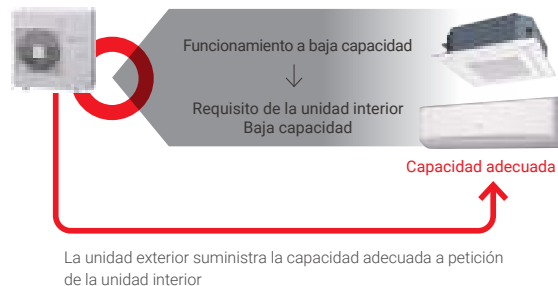 Funcionamiento a baja capacidad
Requisito de la unidad interior
Baja capacidad
Capacidad adecuada
La unidad exterior suministra la capacidad adecuada a petición
de la unidad interior